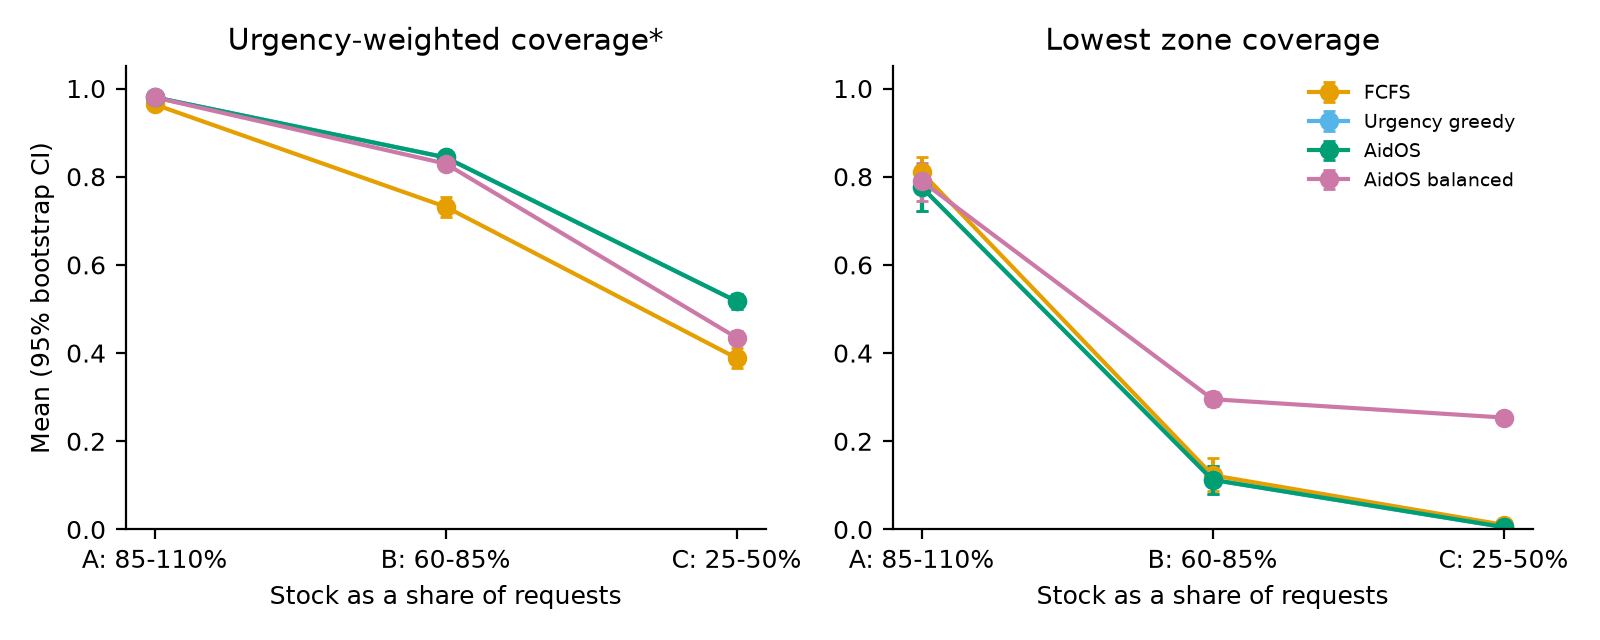 Urgency-weighted coverage*
Mean (95% bootstrap CI)
1.0
0.8
0.6
0.4
0.2
0.0
A: 85-110%
B: 60-85%
C: 25-50%
Stock as a share of requests
Lowest zone coverage
1.0
0.8
0.6
0.4
0.2
0.0
FCFS
Urgency greedy
AidOS
AidOS balanced
A: 85-110%
B: 60-85%
C: 25-50%
Stock as a share of requests